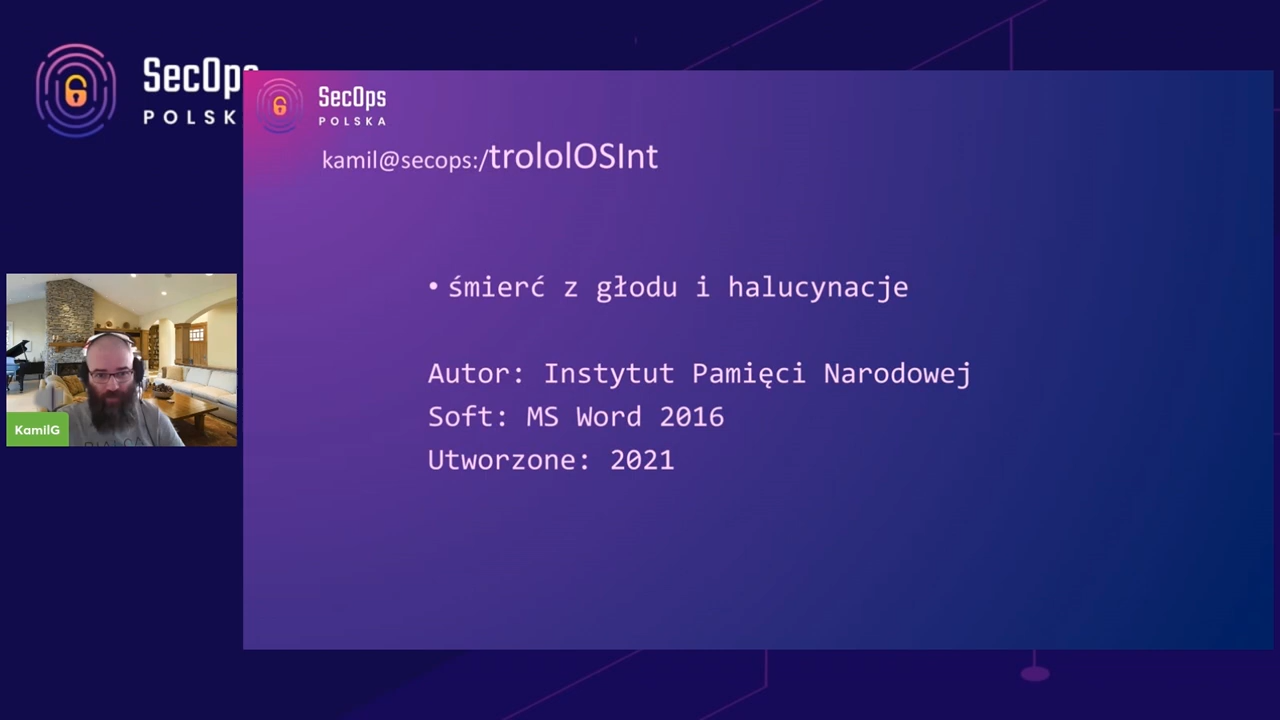 SecOps
POLSK
SecOps
POLSKA
kamil@secops:/trololOSInt
• śmierć z głodu i halucynacje
Autor: Instytut Pamięci Narodowej
Soft: MS Word 2016
Utworzone: 2021
KamilG